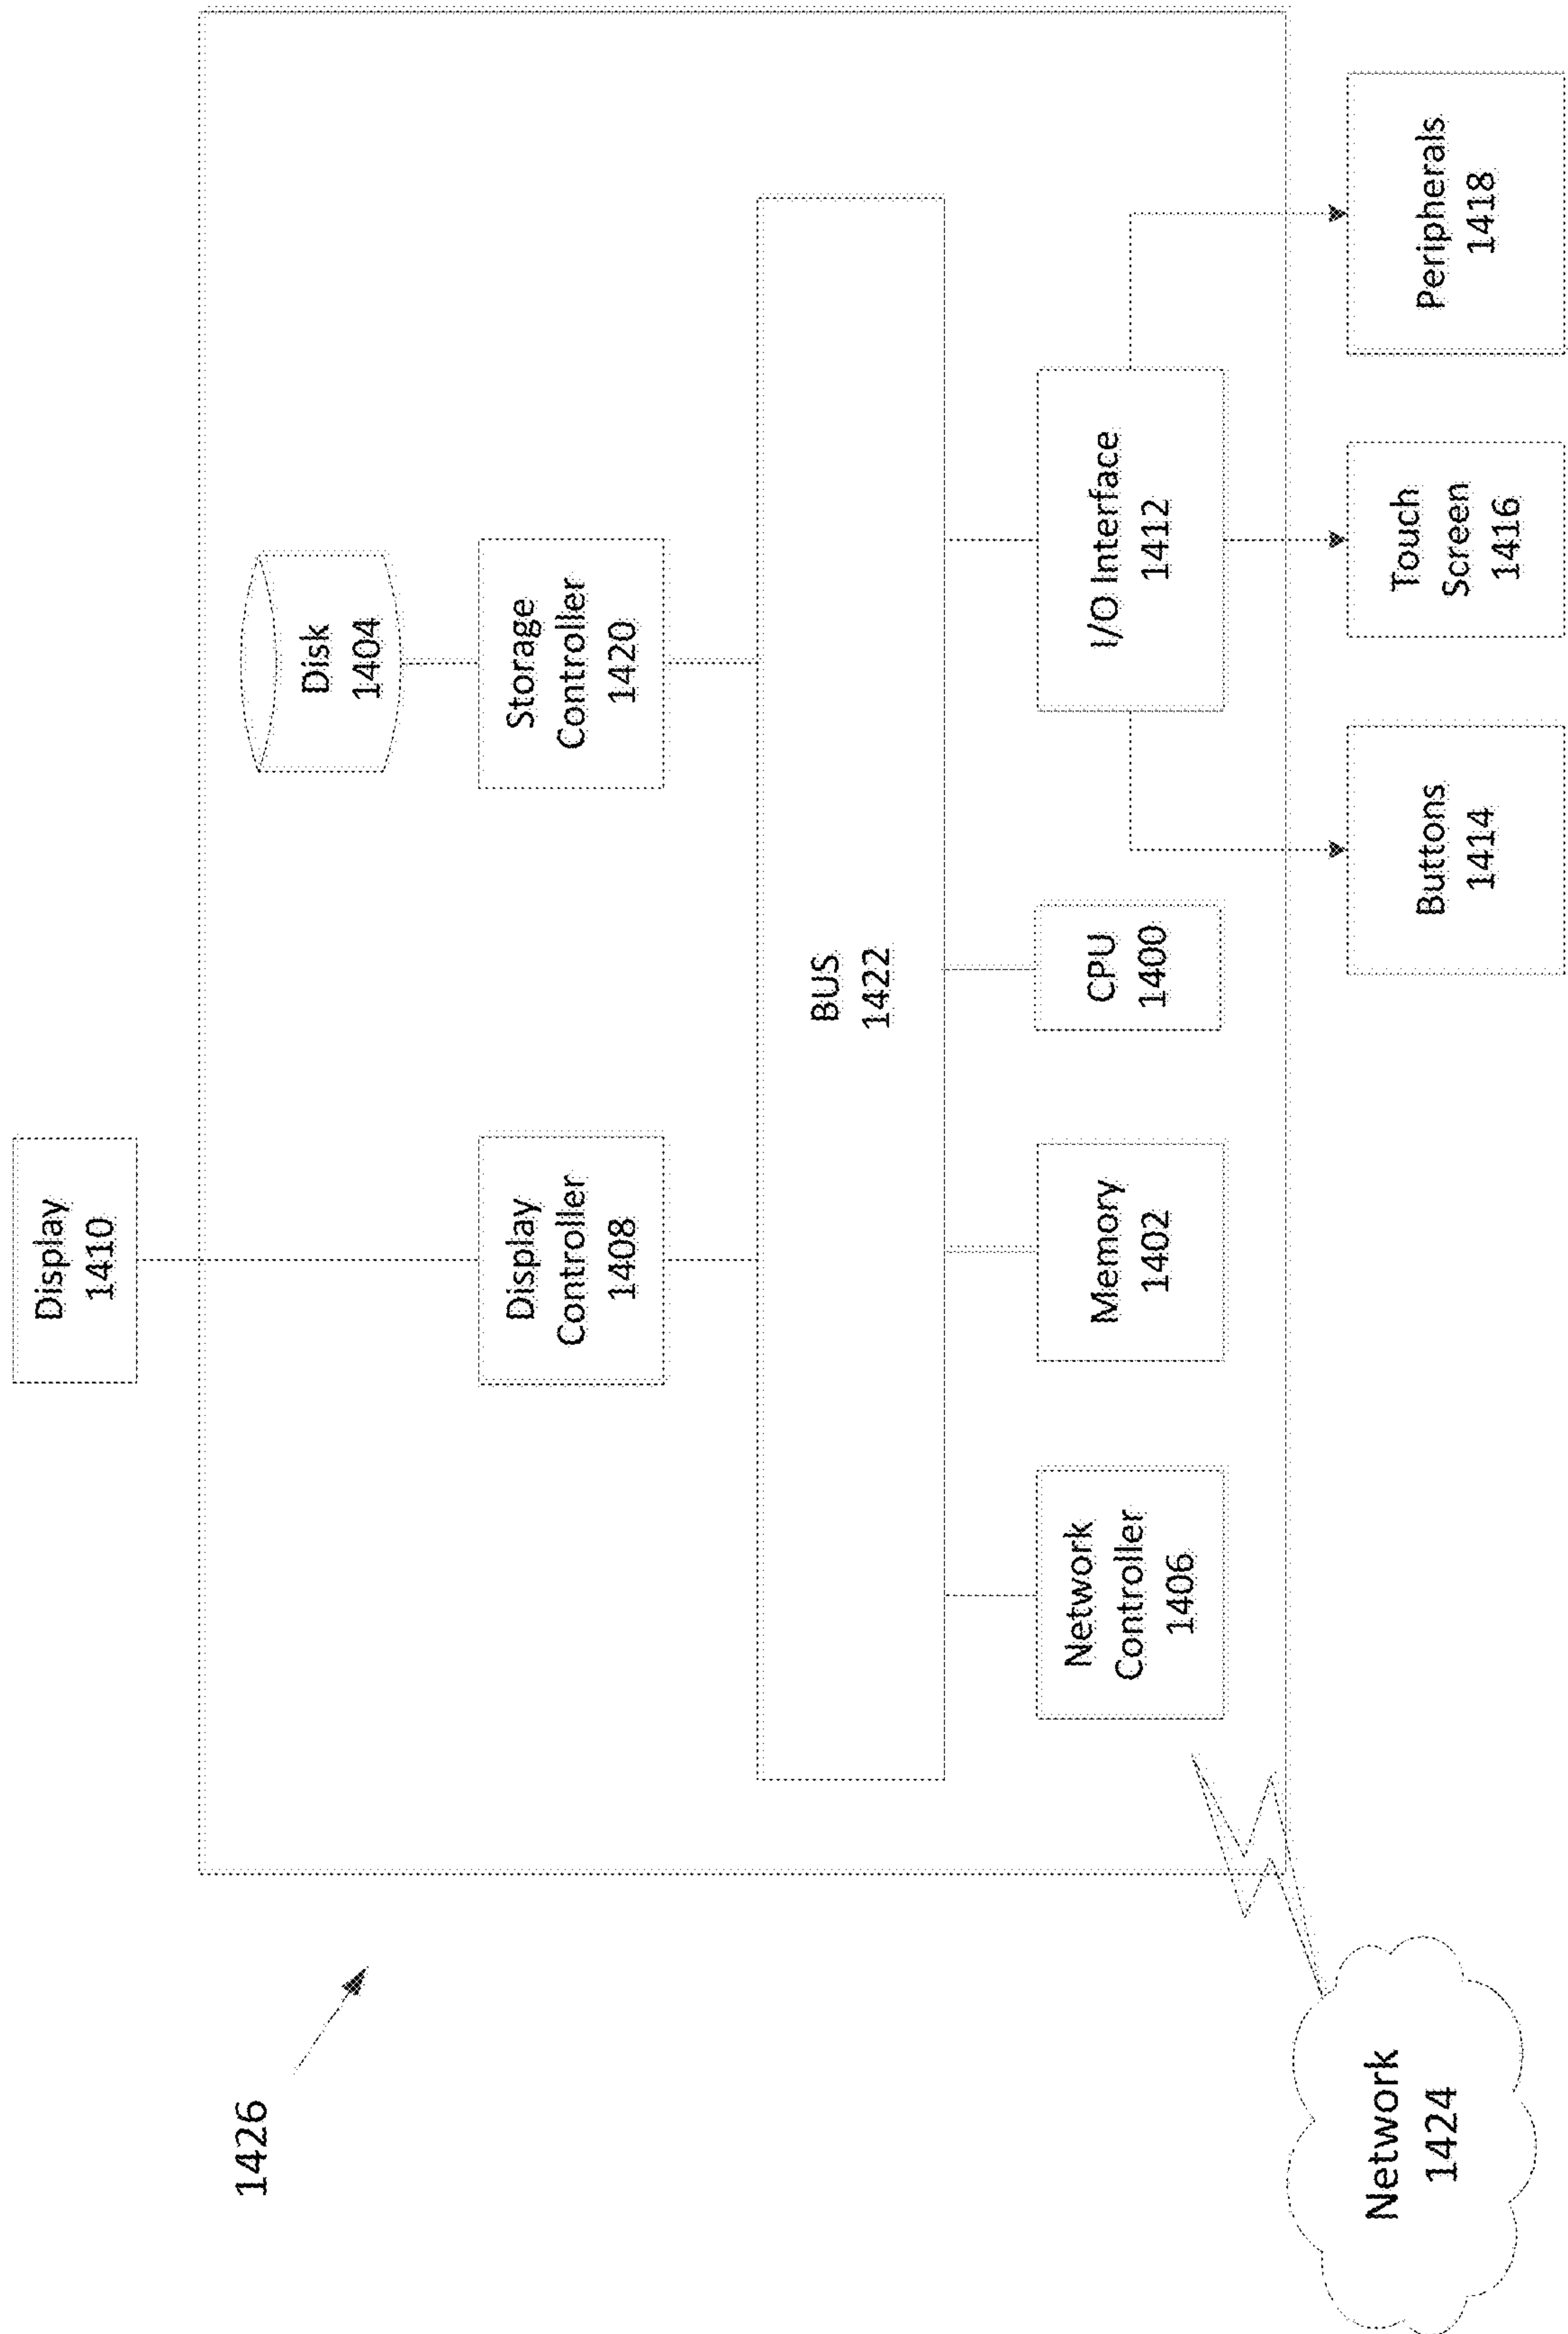 1426
Display
1410
Disk
1404
Display
Controller
1408
Storage
Controller
1420
BUS
1422
Network
Controller
1406
Memory
1402
CPU
1400
I/O Interface
1412
Network
1424
Buttons
1414
Touch
Screen
1416
Peripherals
1418